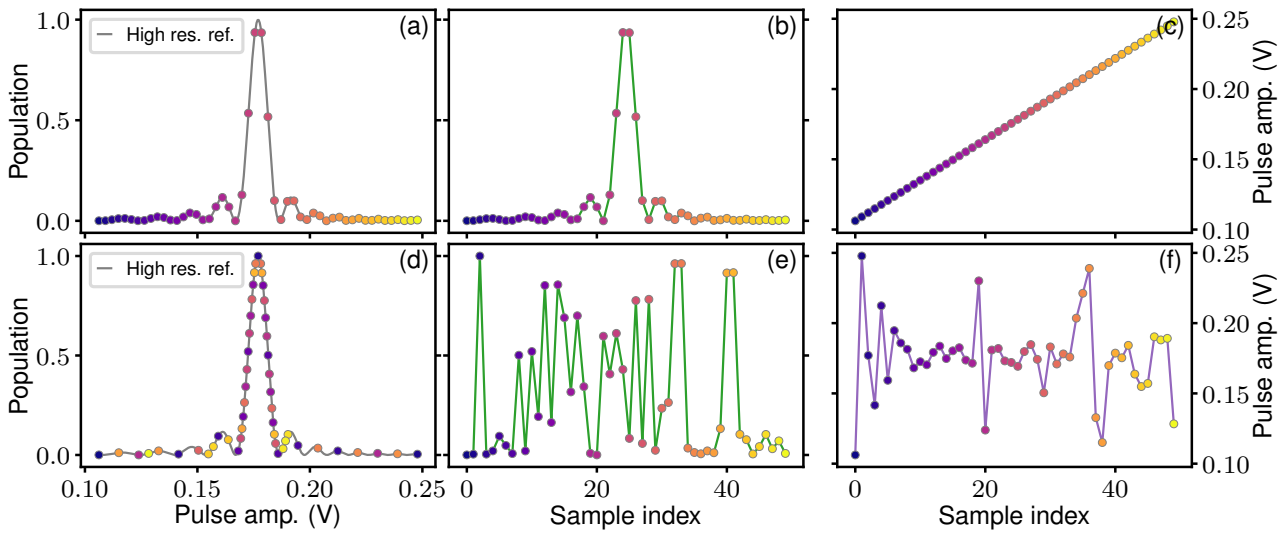 High res. ref.
(a)
(b)
(c)
Population
0.0
0.5
1.0
0.10
0.15
0.20
0.25
Pulse amp. (V)
High res. ref.
(d)
(e)
(f)
Population
0.0
0.5
1.0
0.10
0.15
0.20
0.25
Pulse amp. (V)
0.10 0.15 0.20 0.25
0 20 40
0 20 40
Pulse amp. (V)
Sample index
Sample index